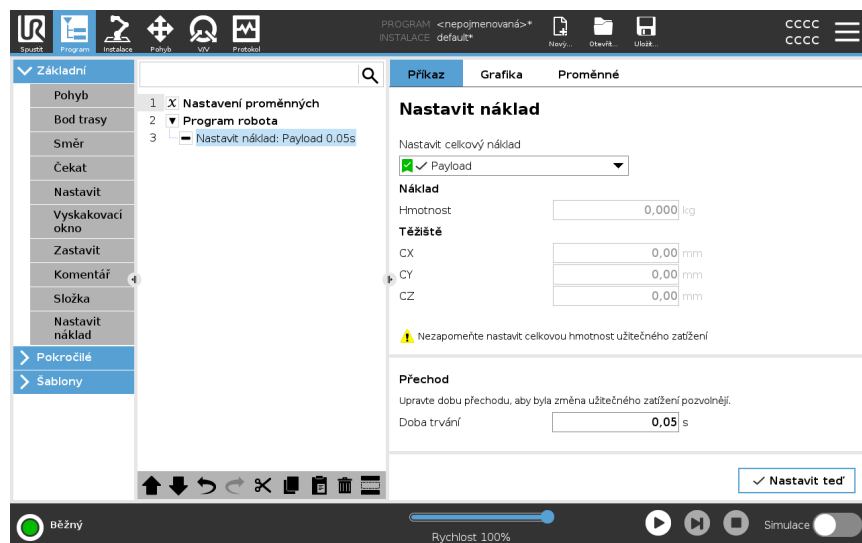 PROGRAM <nepojmenovaná>*
INSTALACE default*
UR
Spustit
Program
Instalace
Pohyb
V/V
Protokol
Nový...
Otevřít...
Uložit...
cccc
cccc
Základní
Pohyb
Bod trasy
Směr
Čekat
Nastavit
Vyskakovací
okno
Zastavit
Komentář
Složka
Nastavit
náklad
Pokročilé
Šablony
1 X Nastavení proměnných
2 Program robota
3 Nastavit náklad: Payload 0.05s
Příkaz
Grafika
Proměnné
Nastavit náklad
Nastavit celkový náklad
Payload
Náklad
Hmotnost 0,000 kg
Těžiště
CX 0,00 mm
CY 0,00 mm
CZ 0,00 mm
Nezapomeňte nastavit celkovou hmotnost užitečného zatížení
Přechod
Upravte dobu přechodu, aby byla změna užitečného zatížení pozvolnější.
Doba trvání 0,05 s
Nastavit teď
Běžný
Rychlost 100%
Simulace